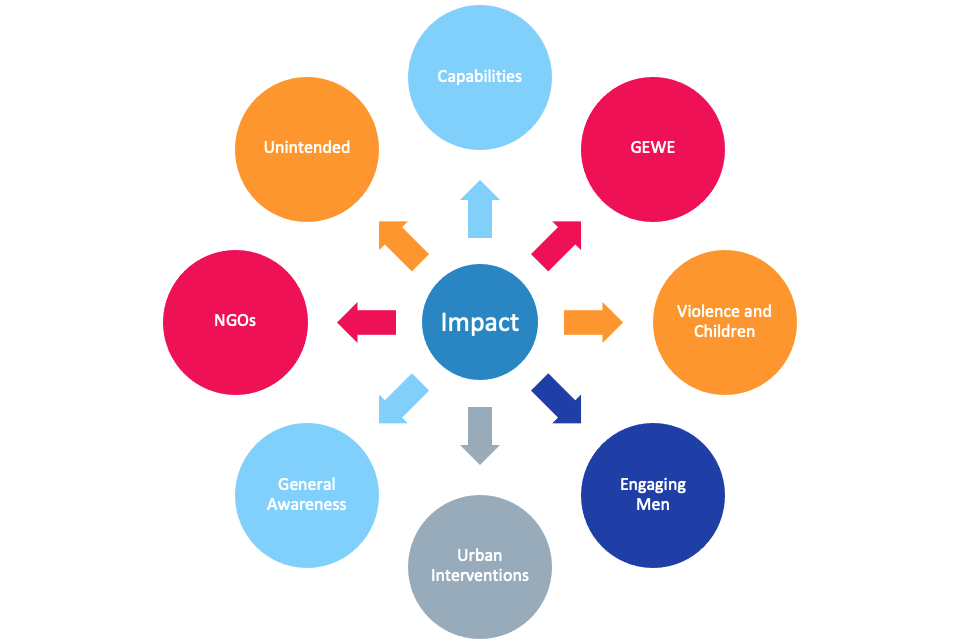 Capabilities
Unintended
GEWE
NGOs
Impact
Violence and
Children
General
Awareness
Engaging
Men
Urban
Interventions